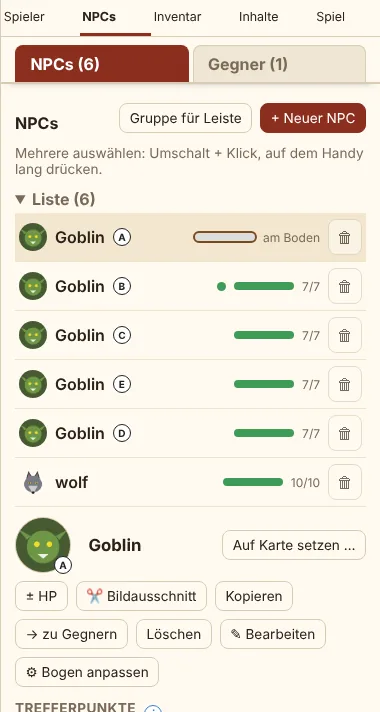 Spieler NPCs Inventar Inhalte Spiel
NPCs (6) Gegner (1)
NPCs Gruppe für Leiste + Neuer NPC
Mehrere auswählen: Umschalt + Klick, auf dem Handy
lang drücken.
▼ Liste (6)
Goblin A am Boden
Goblin B 7/7
Goblin C 7/7
Goblin E 7/7
Goblin D 7/7
wolf 10/10
A Goblin Auf Karte setzen ...
± HP ✂️ Bildausschnitt Kopieren
→ zu Gegnern Löschen ✎ Bearbeiten
⚙ Bogen anpassen
TREFFERPUNKTE